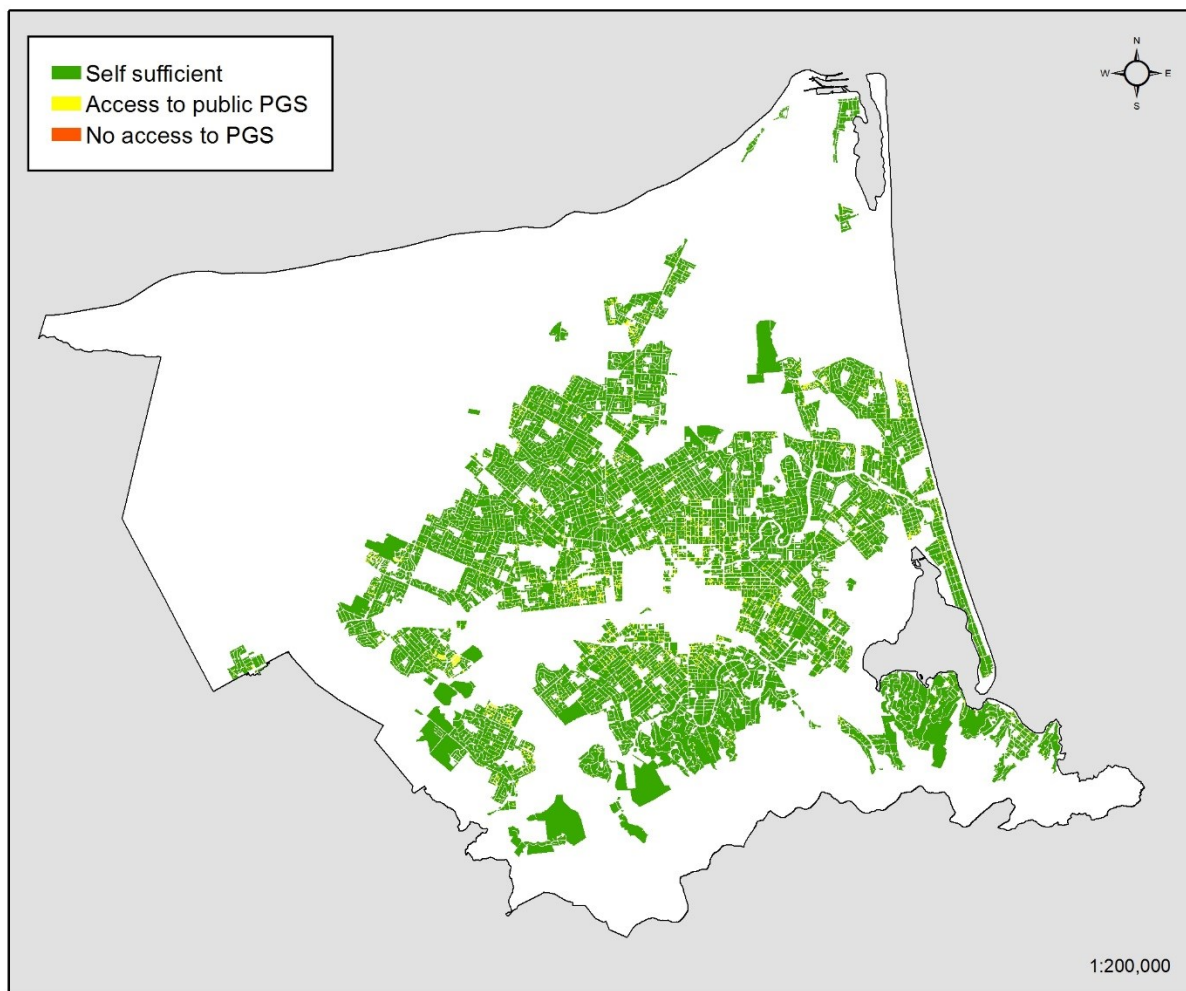 Self sufficient
Access to public PGS
No access to PGS
N
W E
S
1:200,000